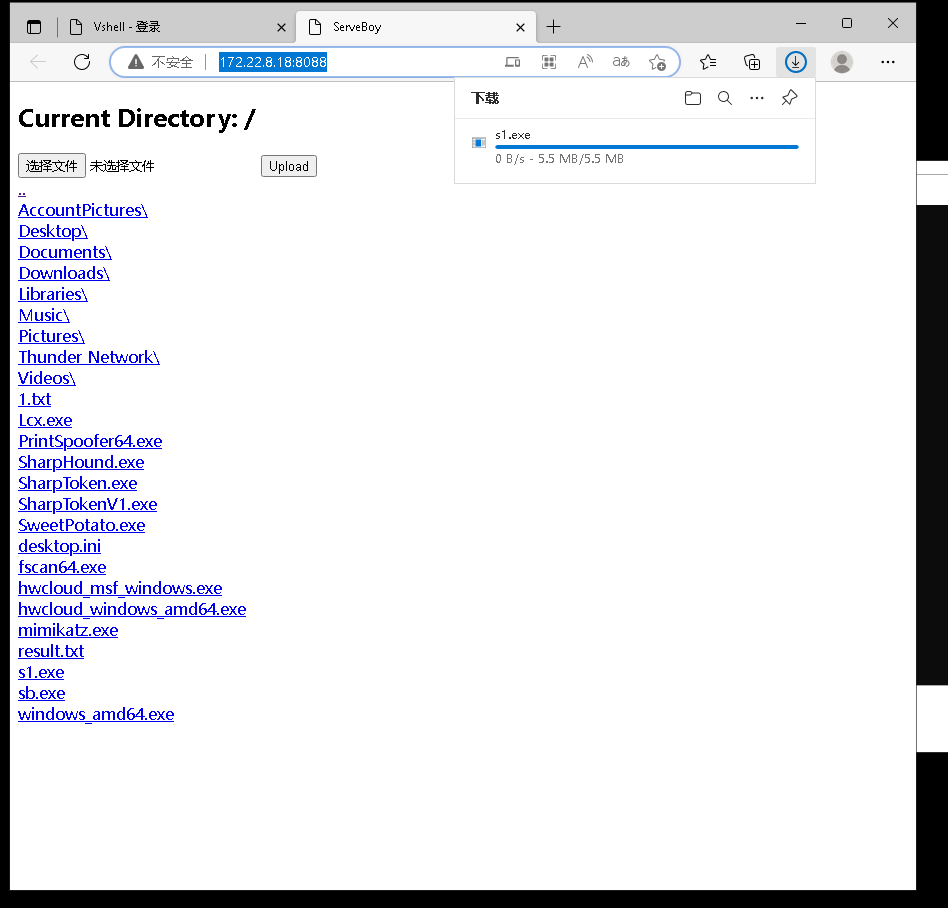 Vshell - 登录
ServeBoy
不安全
172.22.8.18:8088
下载
s1.exe
0 B/s - 5.5 MB/5.5 MB
Current Directory: /
选择文件 未选择文件 Upload
..
AccountPictures\
Desktop\
Documents\
Downloads\
Libraries\
Music\
Pictures\
Thunder Network\
Videos\
1.txt
Lcx.exe
PrintSpoofer64.exe
SharpHound.exe
SharpToken.exe
SharpTokenV1.exe
SweetPotato.exe
desktop.ini
fscan64.exe
hwcloud_msf_windows.exe
hwcloud_windows_amd64.exe
mimikatz.exe
result.txt
s1.exe
sb.exe
windows_amd64.exe